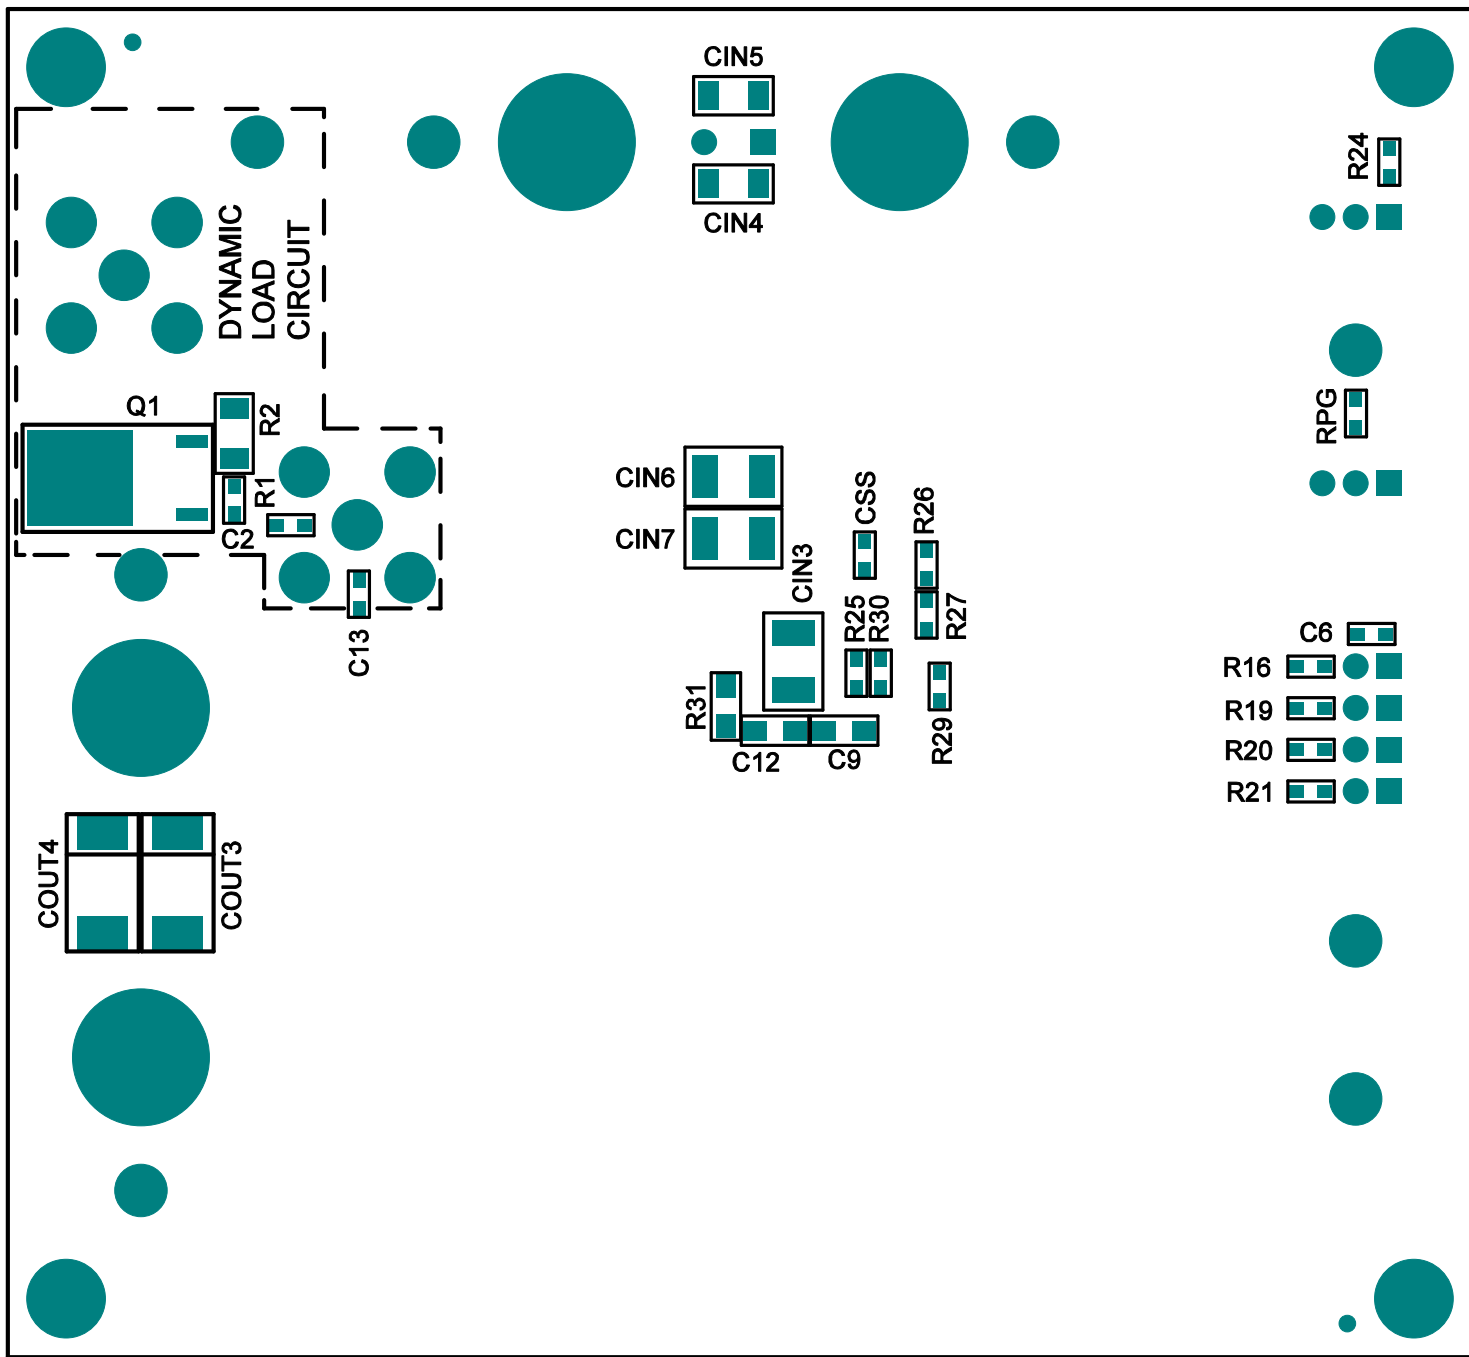 CIN5
CIN4
R24
DYNAMIC
LOAD
CIRCUIT
RPG
Q1
R2
R1
C2
C13
CIN6
CIN7
CIN3
CSS
R26
R27
R25
R30
R29
R31
C12
C9
C6
R16
R19
R20
R21
COUT4
COUT3